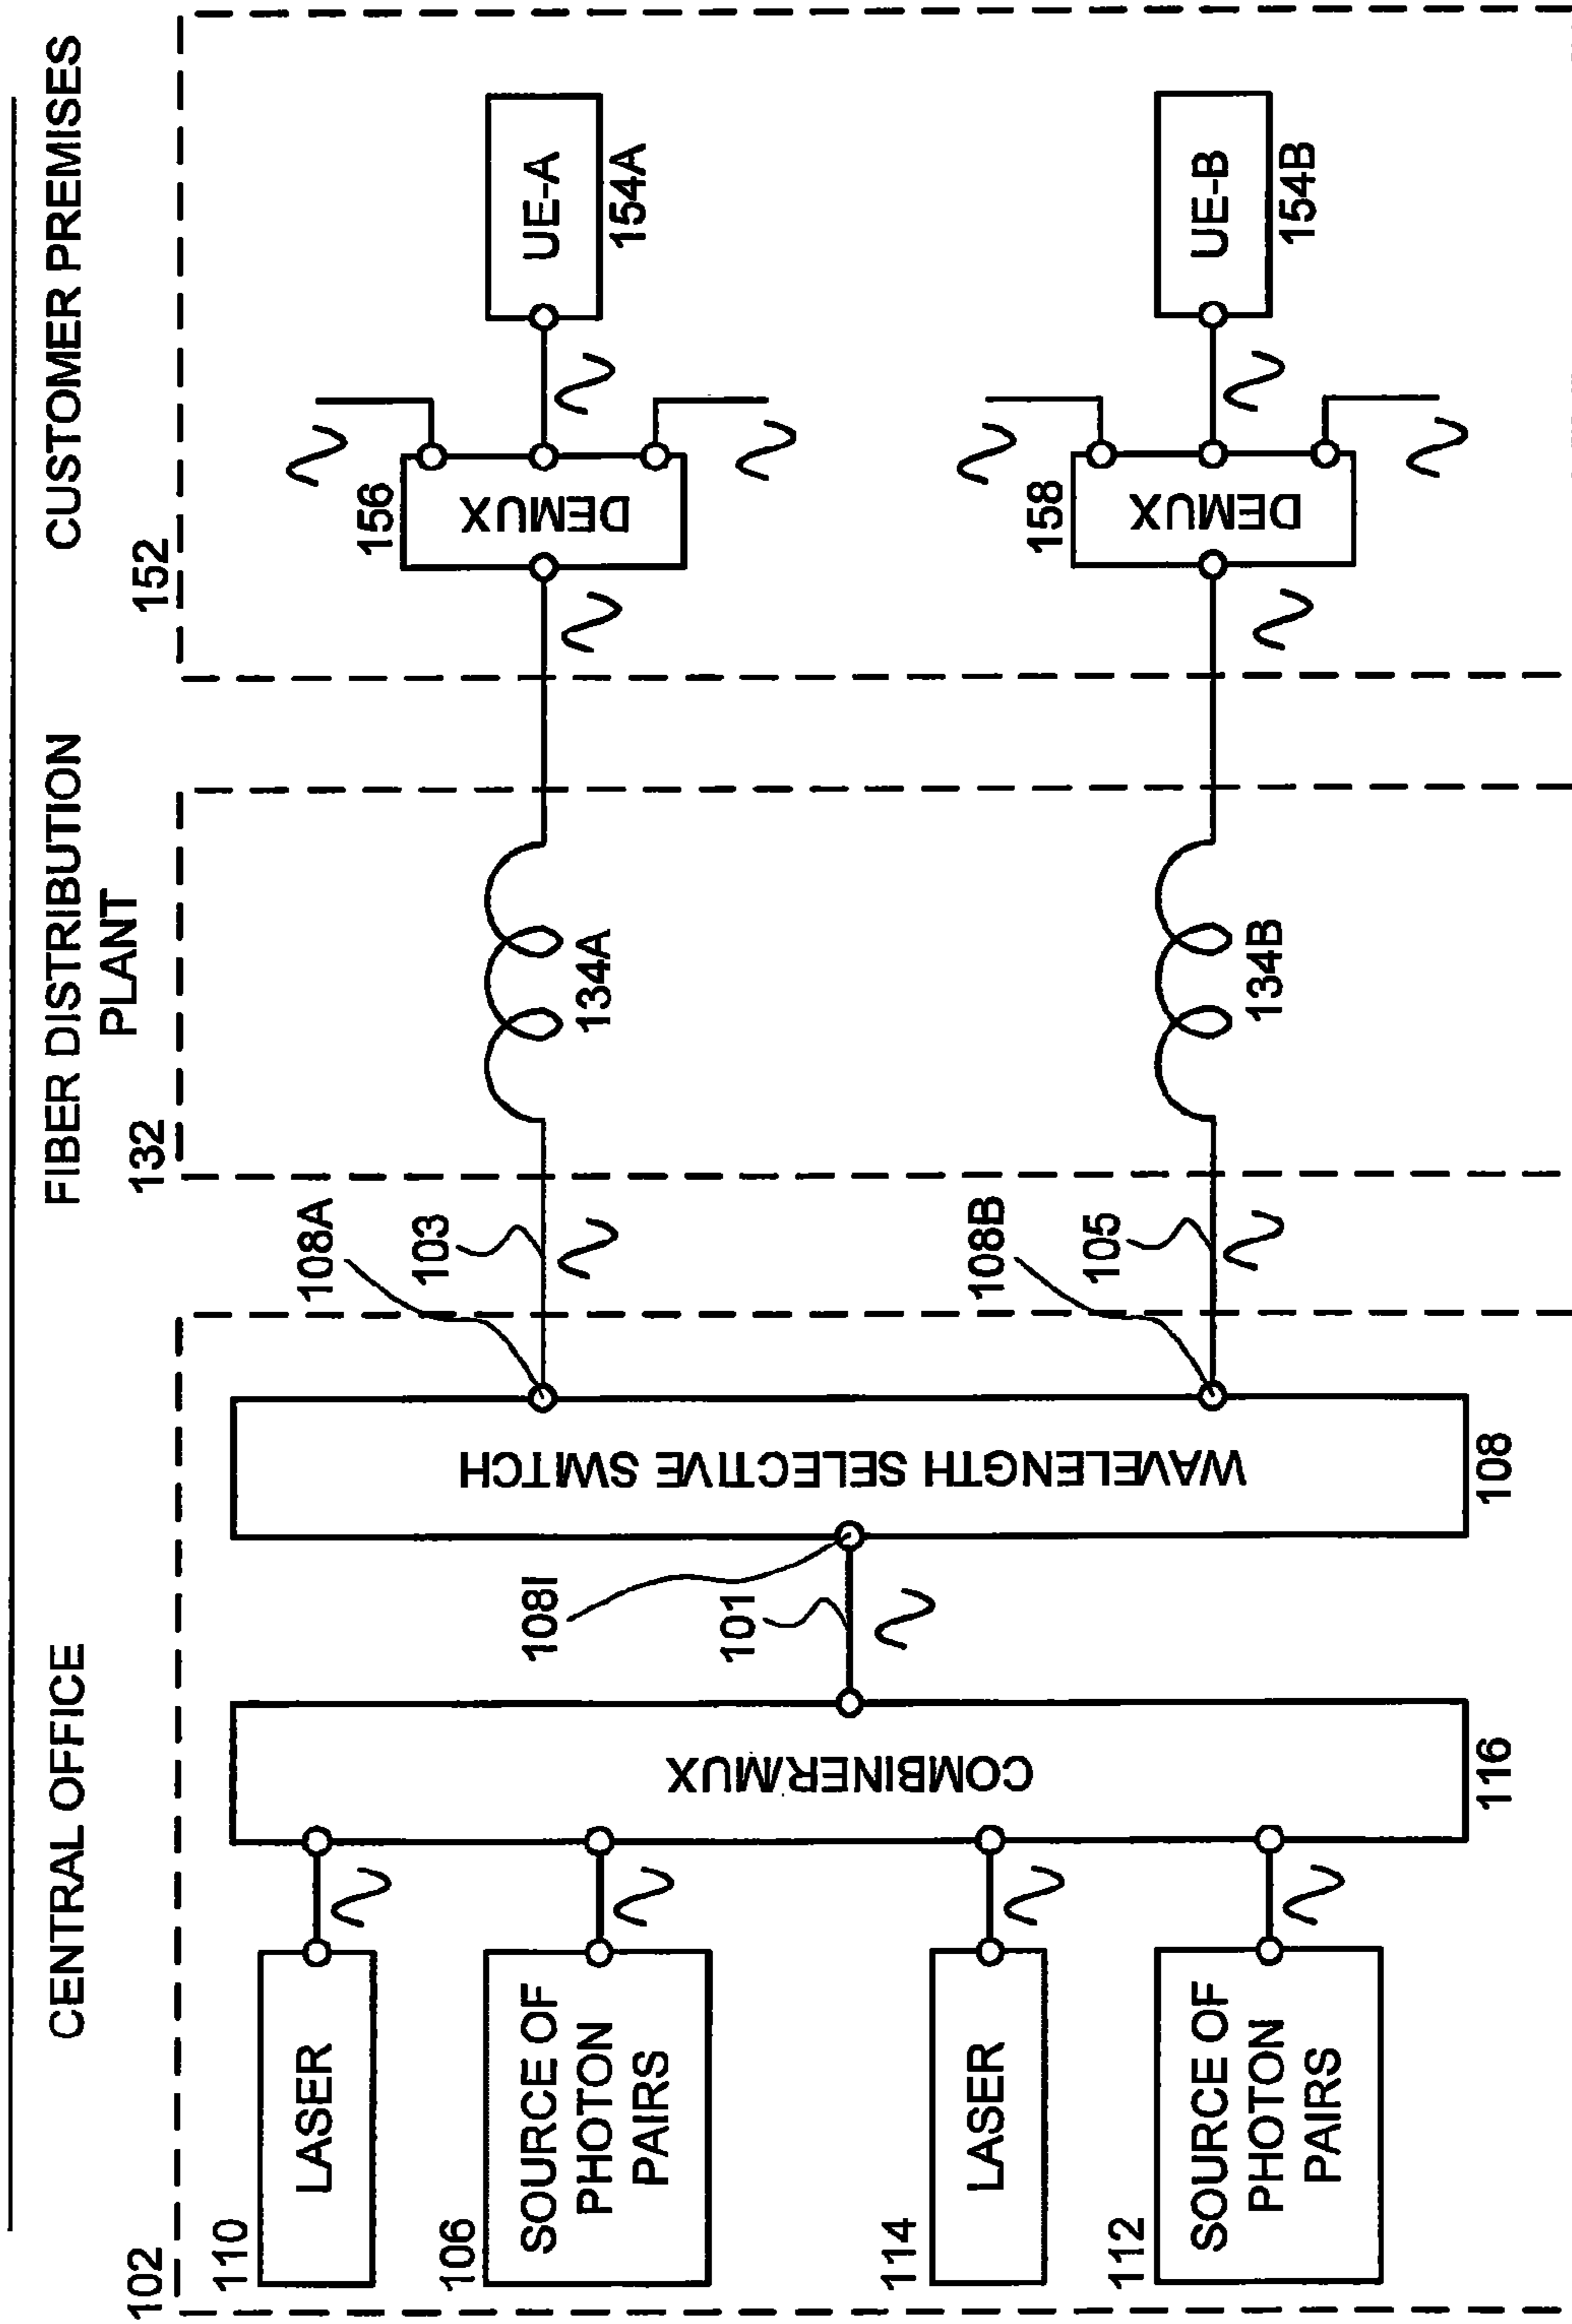 CENTRAL OFFICE
FIBER DISTRIBUTION
PLANT
CUSTOMER PREMISES
102
132
152
110
LASER
106
SOURCE OF
PHOTON
PAIRS
114
LASER
112
SOURCE OF
PHOTON
PAIRS
COMBINER/MUX
116
108I
101
WAVELENGTH SELECTIVE SWITCH
108
108A
103
108B
105
134A
134B
156
DEMUX
UE-A
154A
158
DEMUX
UE-B
154B